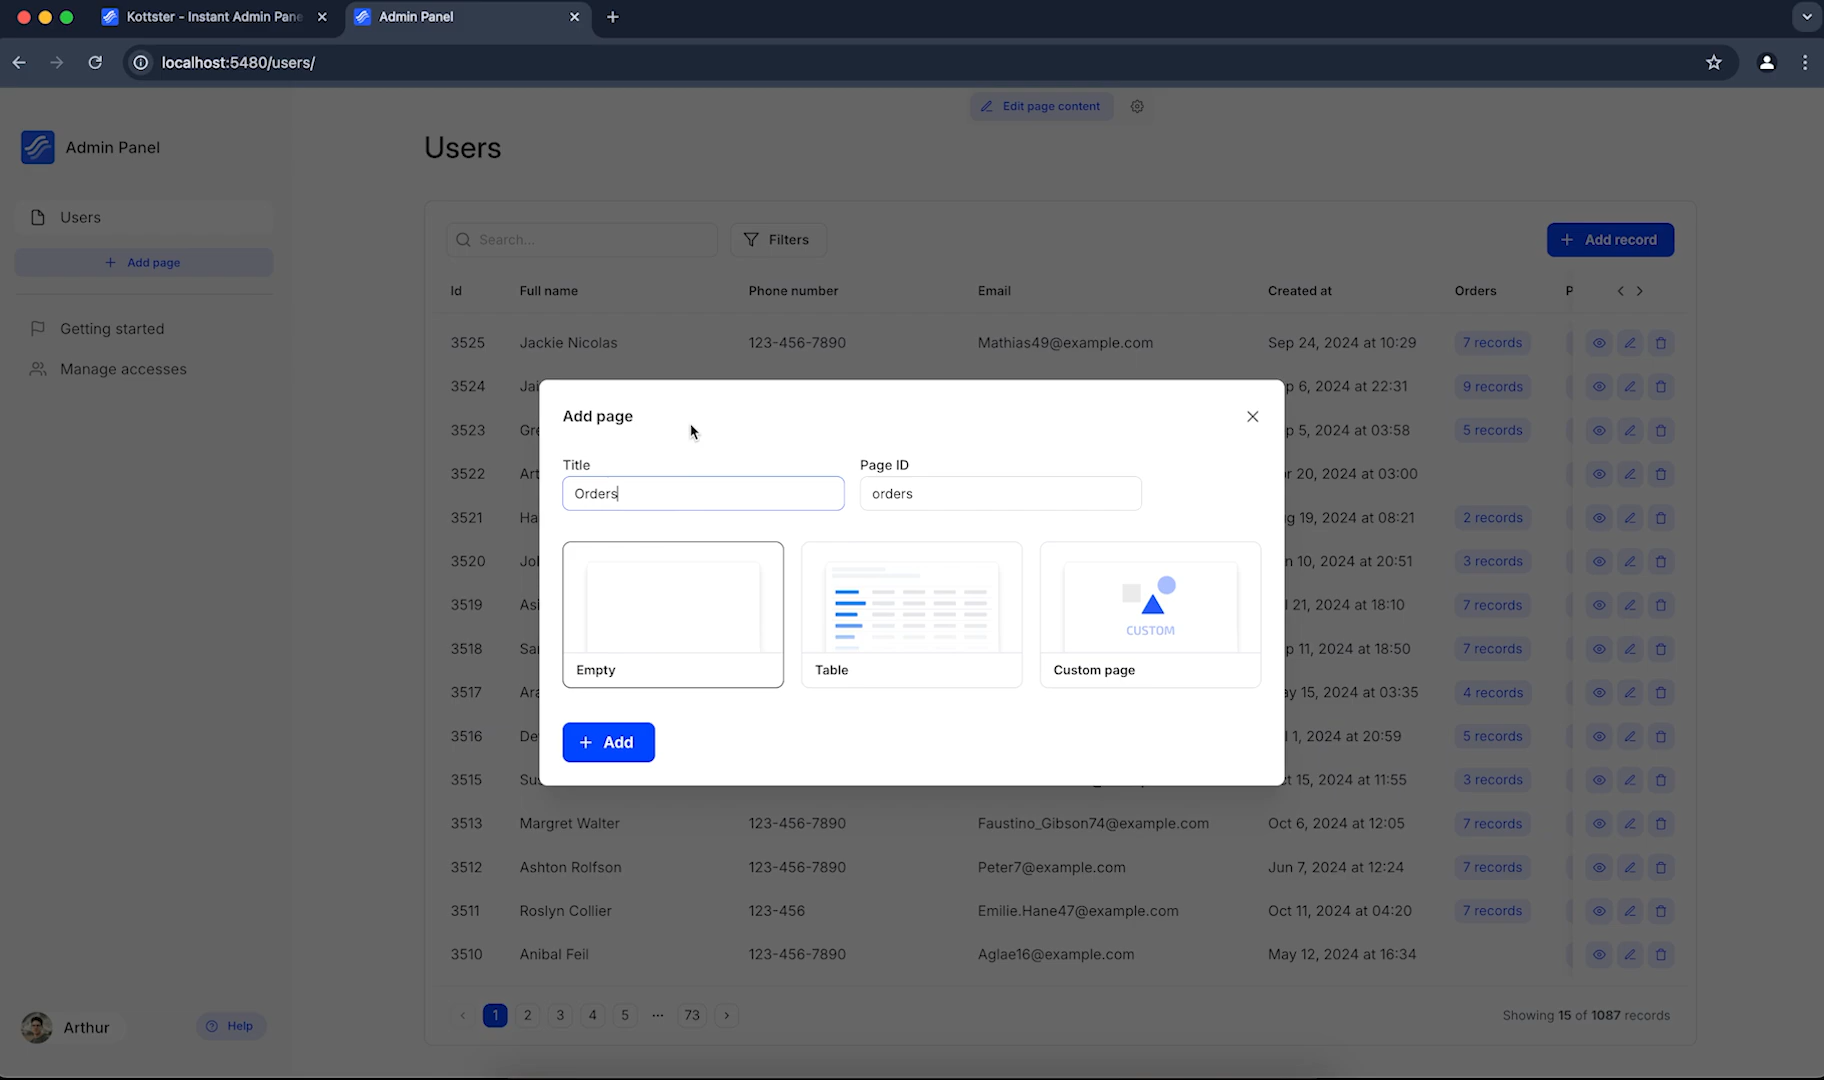 Kottster - Instant Admin Pane
Admin Panel
localhost:5480/users/
Edit page content
Admin Panel
Users
Users
Add page
Search...
Filters
Add record
Id Full name Phone number Email Created at Orders P
Getting started
Manage accesses
3525 Jackie Nicolas 123-456-7890 Mathias49@example.com Sep 24, 2024 at 10:29 7 records
3524 Jai p 6, 2024 at 22:31 9 records
3523 Gre p 5, 2024 at 03:58 5 records
3522 Art r 20, 2024 at 03:00
3521 Ha g 19, 2024 at 08:21 2 records
3520 Jol n 10, 2024 at 20:51 3 records
3519 Asi 21, 2024 at 18:10 7 records
3518 Sar p 11, 2024 at 18:50 7 records
3517 Ara ay 15, 2024 at 03:35 4 records
3516 De 1, 2024 at 20:59 5 records
3515 Su t 15, 2024 at 11:55 3 records
Add page
Title Page ID
Orders orders
CUSTOM
Empty Table Custom page
Add
3513 Margret Walter 123-456-7890 Faustino_Gibson74@example.com Oct 6, 2024 at 12:05 7 records
3512 Ashton Rolfson 123-456-7890 Peter7@example.com Jun 7, 2024 at 12:24 7 records
3511 Roslyn Collier 123-456 Emilie.Hane47@example.com Oct 11, 2024 at 04:20 7 records
3510 Anibal Feil 123-456-7890 Aglae16@example.com May 12, 2024 at 16:34
1 2 3 4 5 ... 73
Showing 15 of 1087 records
Arthur
Help